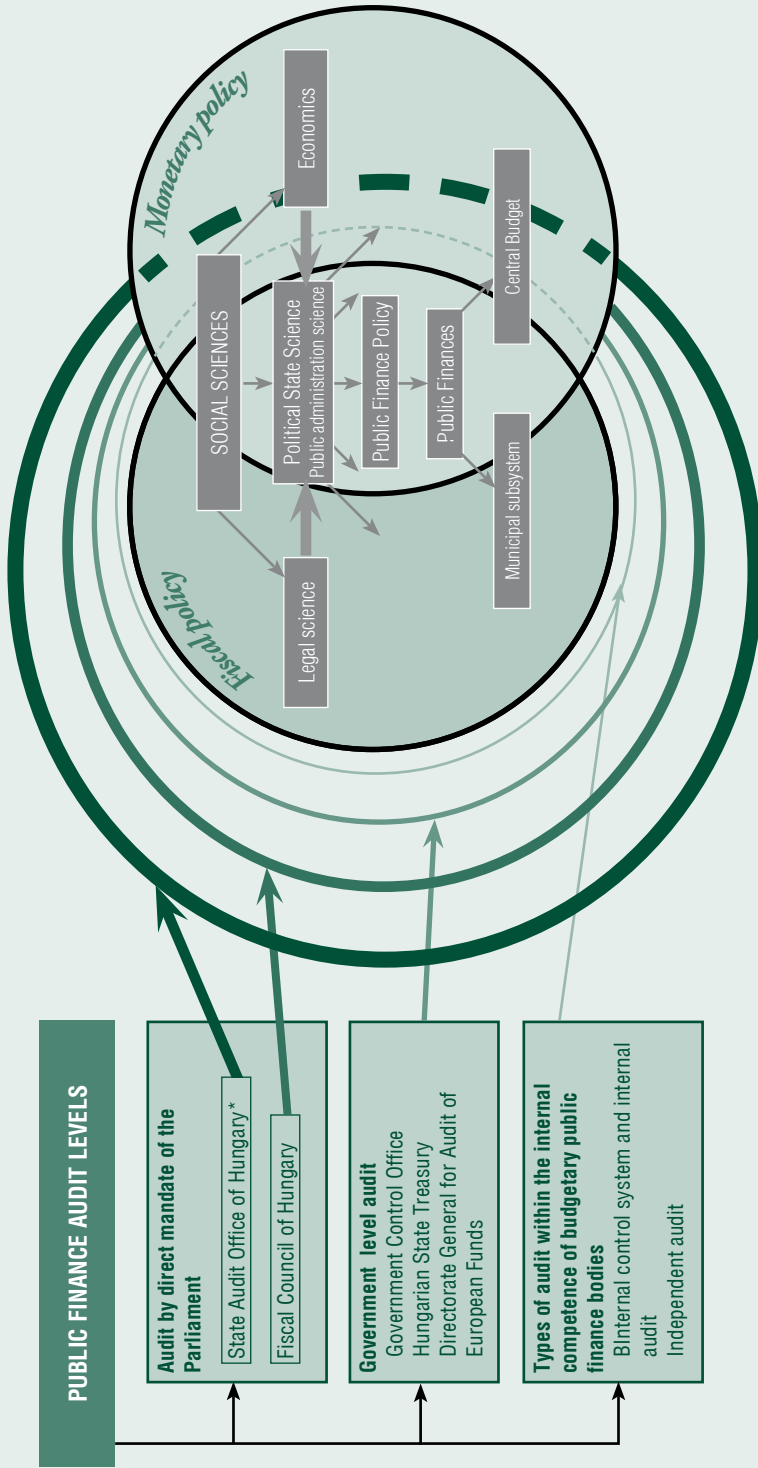 PUBLIC FINANCE AUDIT LEVELS
Audit by direct mandate of the
Parliament
State Audit Office of Hungary*
Fiscal Council of Hungary
Government level audit
Government Control Office
Hungarian State Treasury
Directorate General for Audit of
European Funds
Types of audit within the internal
competence of budgetary public
finance bodies
BInternal control system and internal
audit
Independent audit
Fiscal policy
Monetary policy
SOCIAL SCIENCES
Legal science
Political State Science
Public administration science
Economics
Public Finance Policy
Public Finances
Municipal subsystem
Central Budget